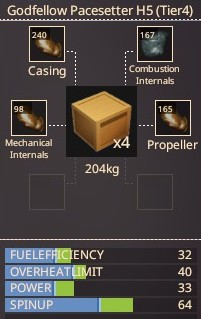 Godfellow Pacesetter H5 (Tier4)
240
167
Casing
Combustion
Internals
98
165
x4
Mechanical
Internals
Propeller
204kg
FUELEFFICIENCY 32
OVERHEATLIMIT 40
POWER 33
SPINUP 64